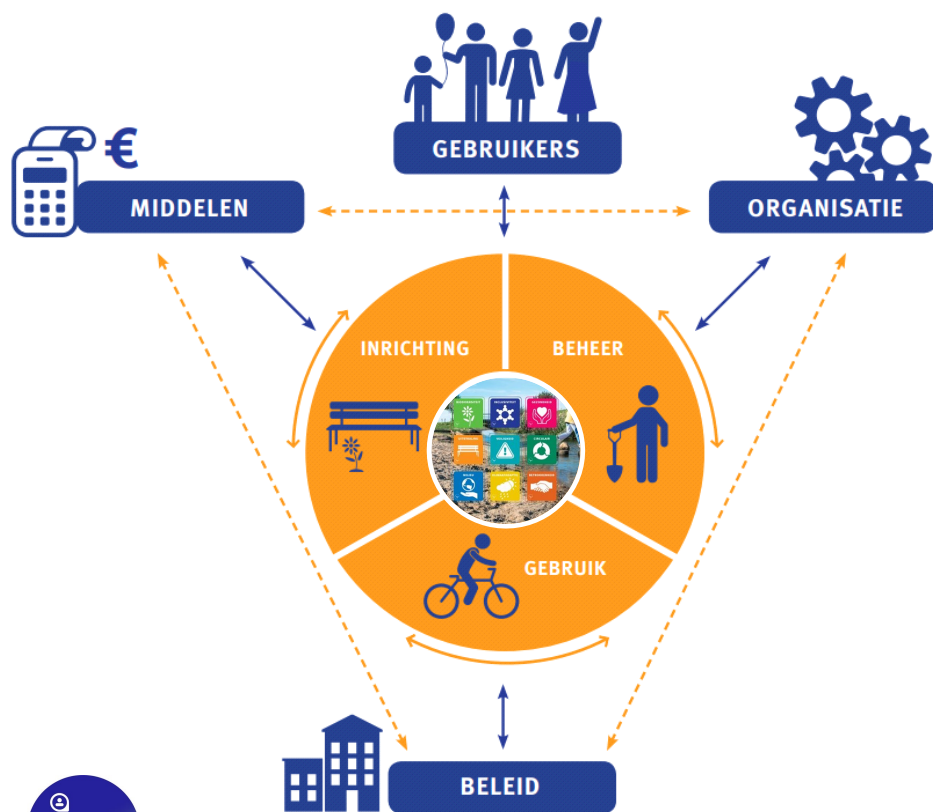 GEBRUIKERS
€
MIDDELEN
ORGANISATIE
INRICHTING
BEHEER
GEBRUIK
BELEID